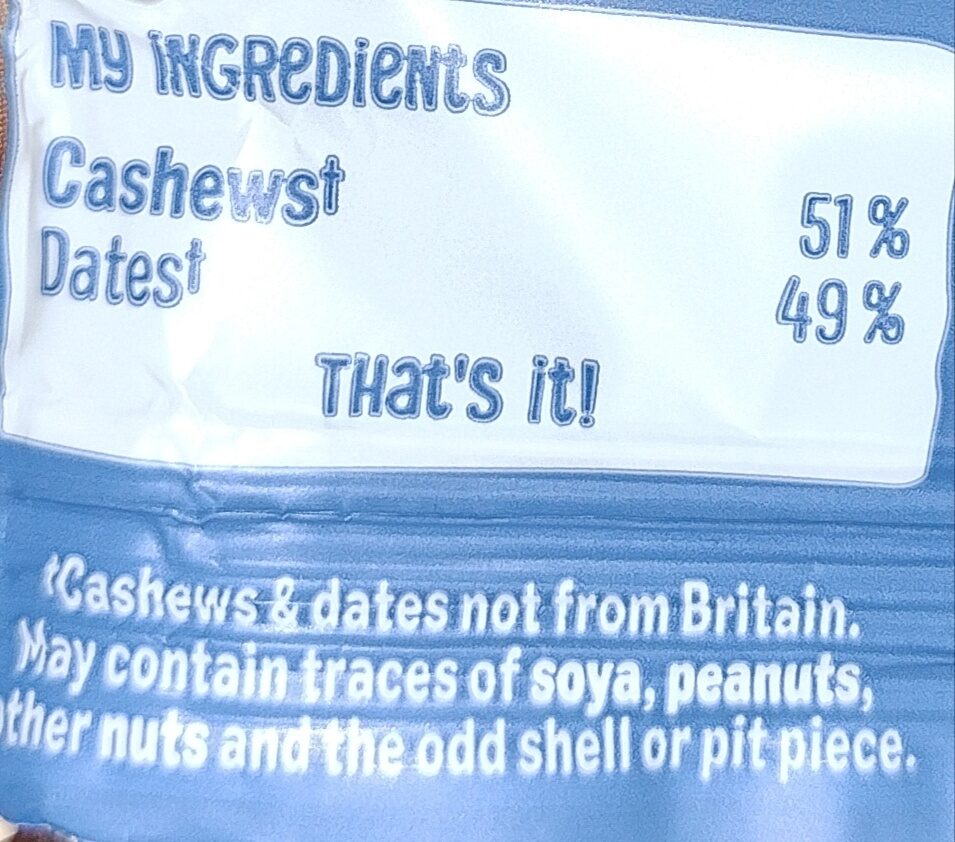 My iNGReDieNtS
Cashews† 51%
Dates† 49%
THat'S it!
†Cashews & dates not from Britain.
May contain traces of soya, peanuts,
other nuts and the odd shell or pit piece.